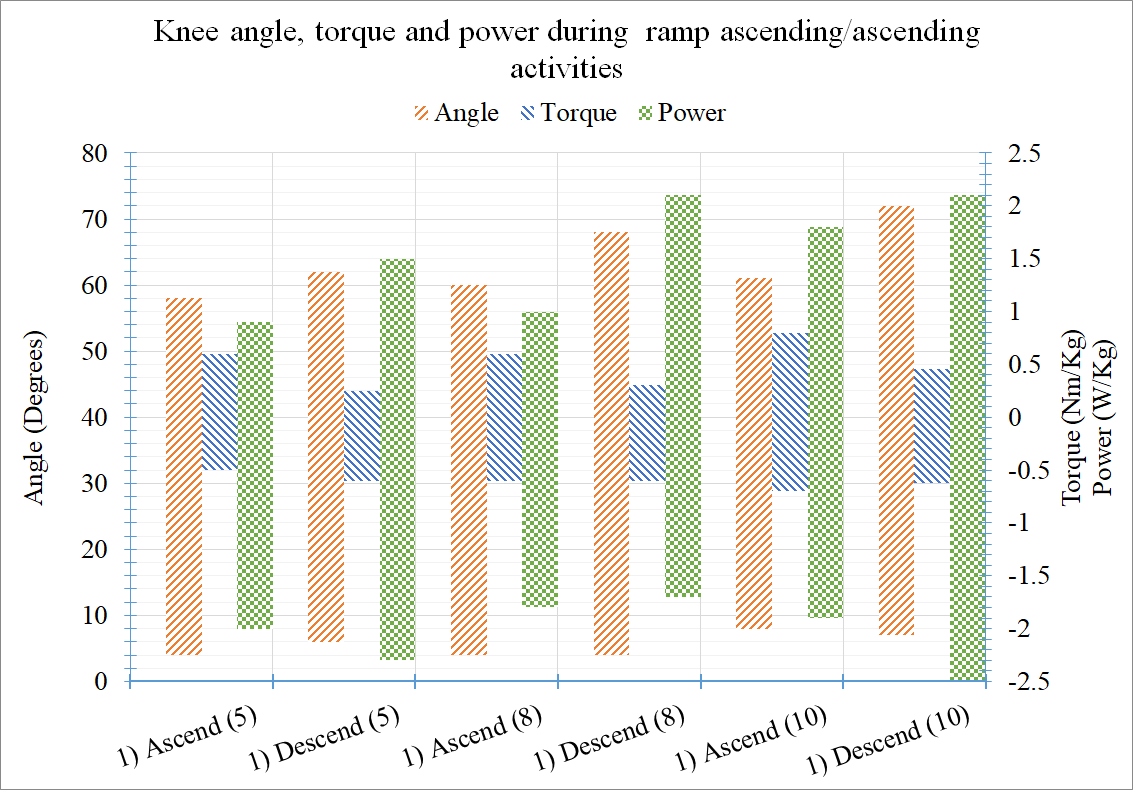 Knee angle, torque and power during ramp ascending/ascending
activities
Angle Torque Power
80
70
60
50
40
30
20
10
0
Angle (Degrees)
2.5
2
1.5
1
0.5
0
-0.5
-1
-1.5
-2
-2.5
Torque (Nm/Kg)
Power (W/Kg)
1) Ascend (5)
1) Descend (5)
1) Ascend (8)
1) Descend (8)
1) Ascend (10)
1) Descend (10)